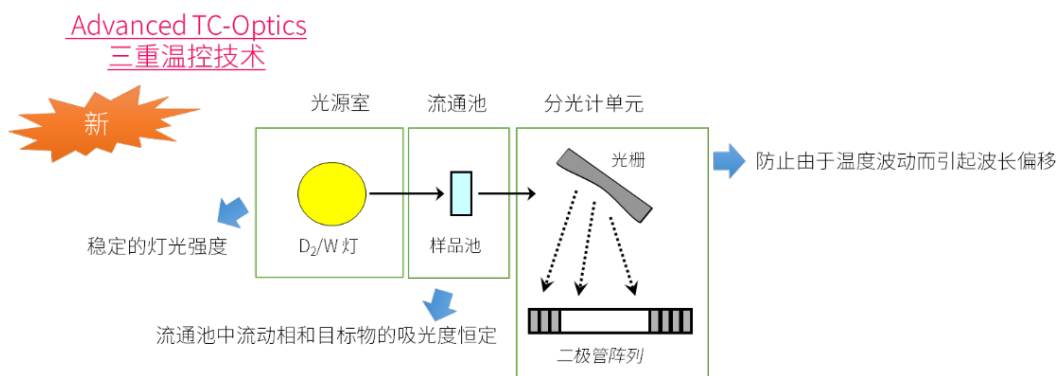 Advanced TC-Optics
三重温控技术
新
光源室
流通池
分光计单元
光栅
防止由于温度波动而引起波长偏移
稳定的灯光强度
D₂/W 灯
样品池
流通池中流动相和目标物的吸光度恒定
二极管阵列